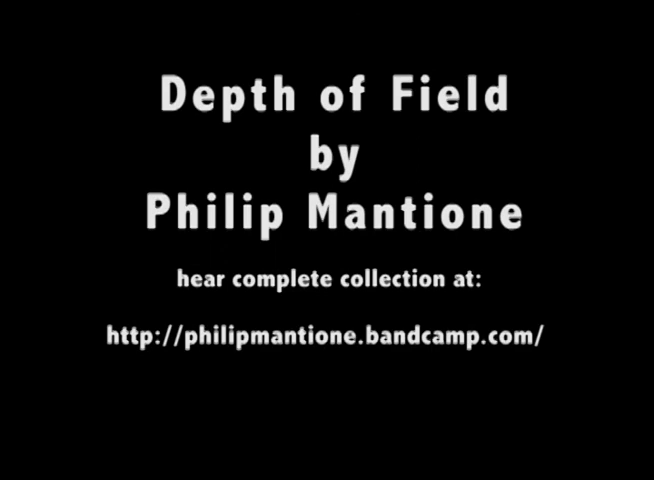 Depth of Field
by
Philip Mantione
hear complete collection at:
http://philipmantione.bandcamp.com/